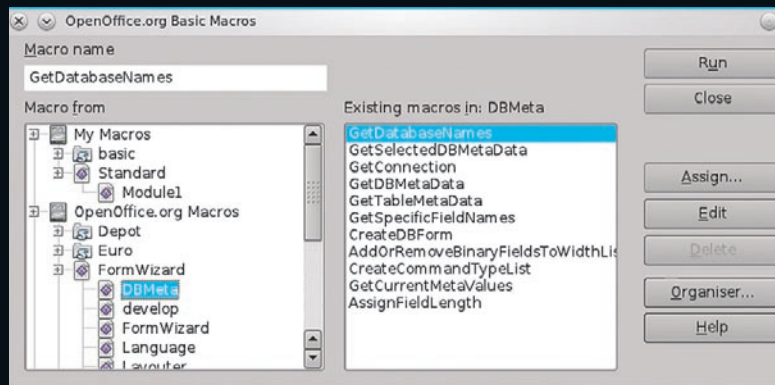 OpenOffice.org Basic Macros
Macro name
GetDatabaseNames
Macro from
My Macros
basic
Standard
Module1
OpenOffice.org Macros
Depot
Euro
FormWizard
DBMeta
develop
FormWizard
Language
Layouter
Existing macros in: DBMeta
GetDatabaseNames
GetSelectedDBMetaData
GetConnection
GetDBMetaData
GetTableMetaData
GetSpecificFieldNames
CreateDBForm
AddOrRemoveBinaryFieldsToWidthLis
CreateCommandTypeList
GetCurrentMetaValues
AssignFieldLength
Run
Close
Assign...
Edit
Delete
Organiser...
Help